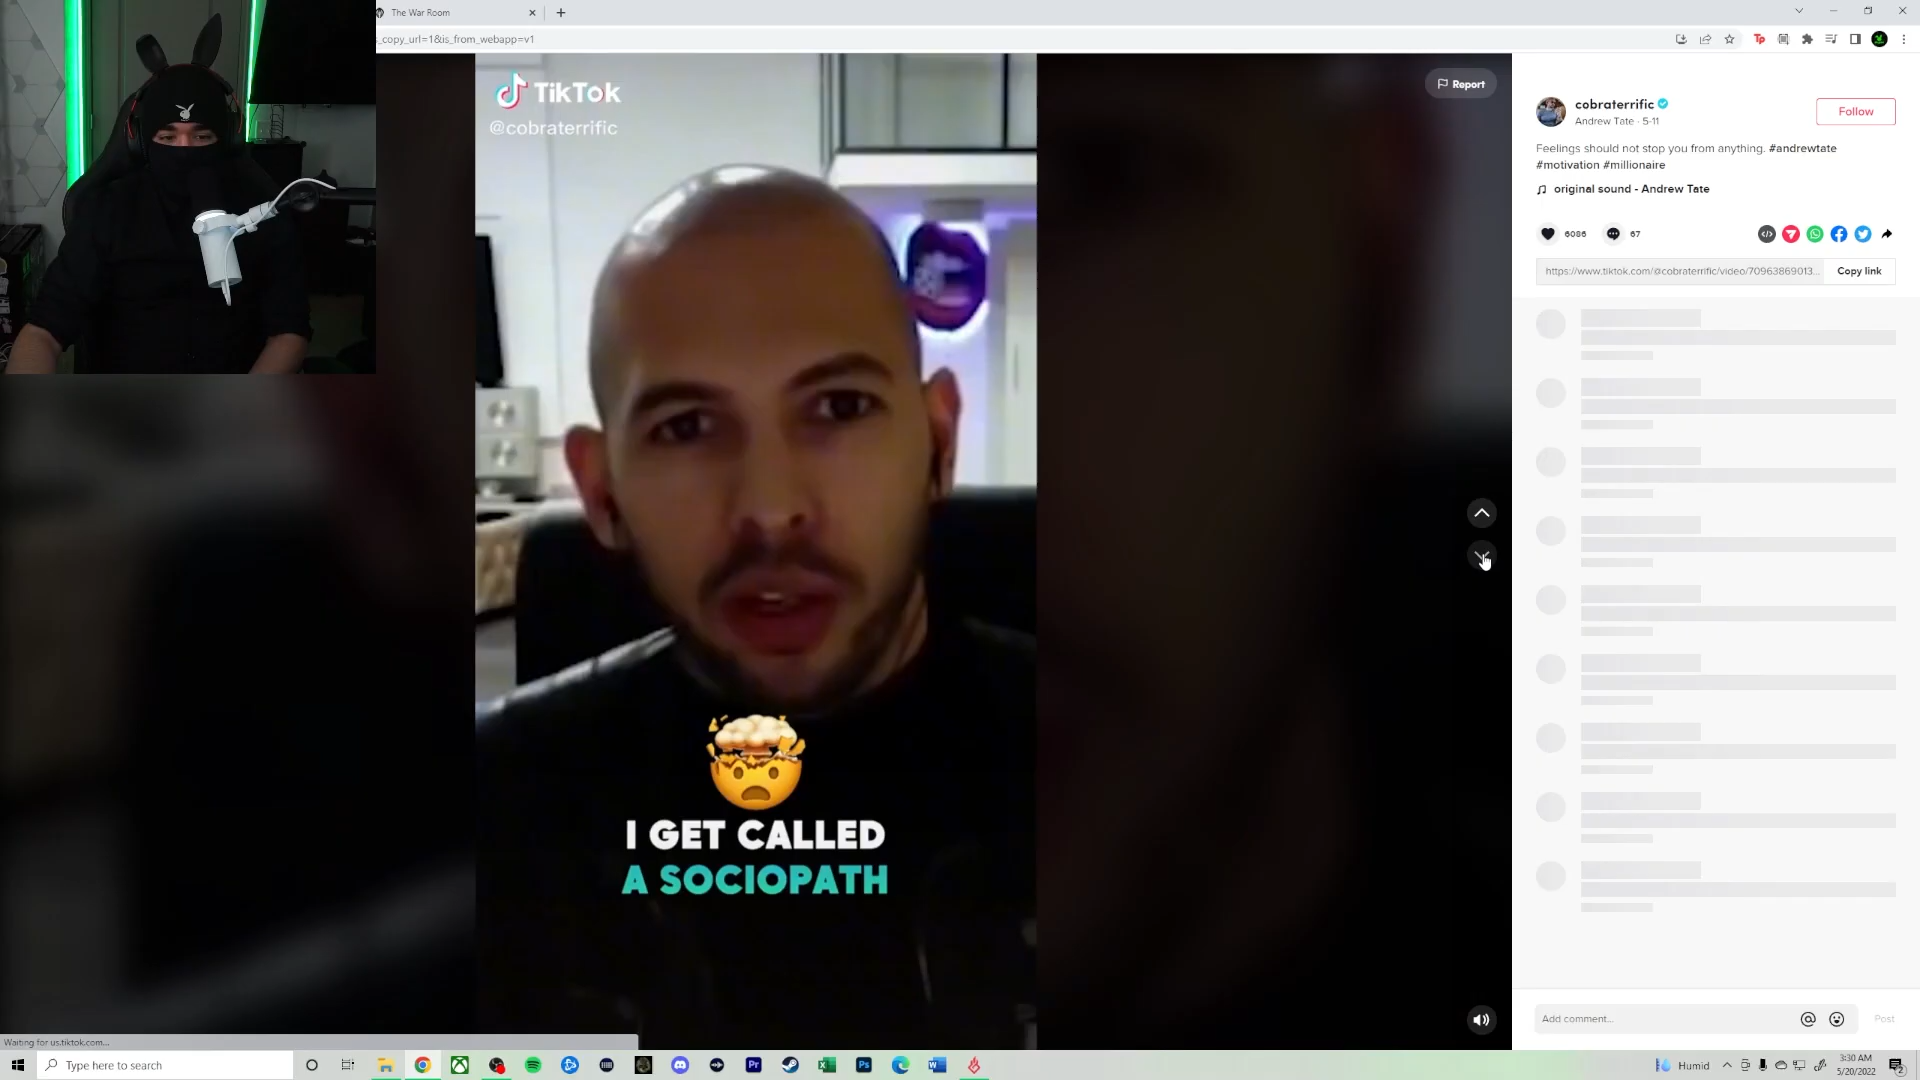 The War Room
_copy_url=1&is_from_webapp=v1
TikTok
@cobraterrific
Report
I GET CALLED
A SOCIOPATH
cobraterrific
Andrew Tate · 5-11
Follow
Feelings should not stop you from anything. #andrewtate
#motivation #millionaire
original sound - Andrew Tate
6086
67
https://www.tiktok.com/@cobraterrific/video/70963869013...
Copy link
Add comment...
Post
Waiting for us.tiktok.com...
Type here to search
Humid
3:30 AM
5/20/2022